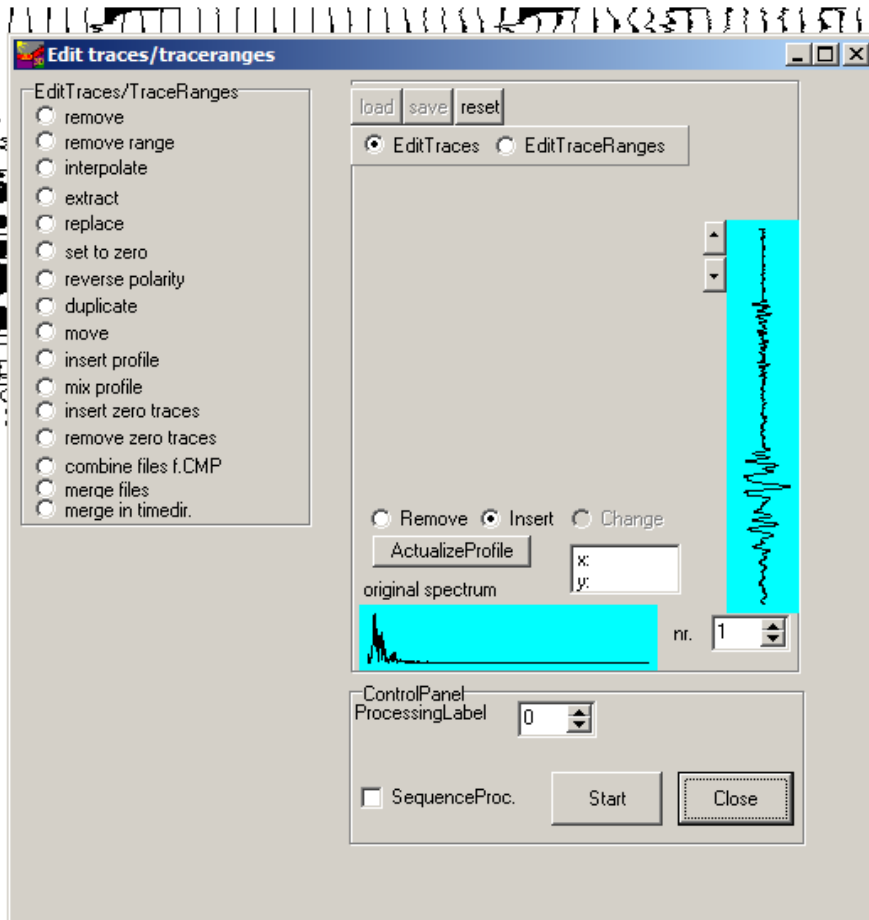 Edit traces/traceranges
EditTraces/TraceRanges
remove
remove range
interpolate
extract
replace
set to zero
reverse polarity
duplicate
move
insert profile
mix profile
insert zero traces
remove zero traces
combine files f.CMP
merge files
merge in timedir.
load save reset
EditTraces EditTraceRanges
Remove Insert Change
ActualizeProfile
x:
y:
original spectrum
nr. 1
ControlPanel
ProcessingLabel 0
SequenceProc. Start Close